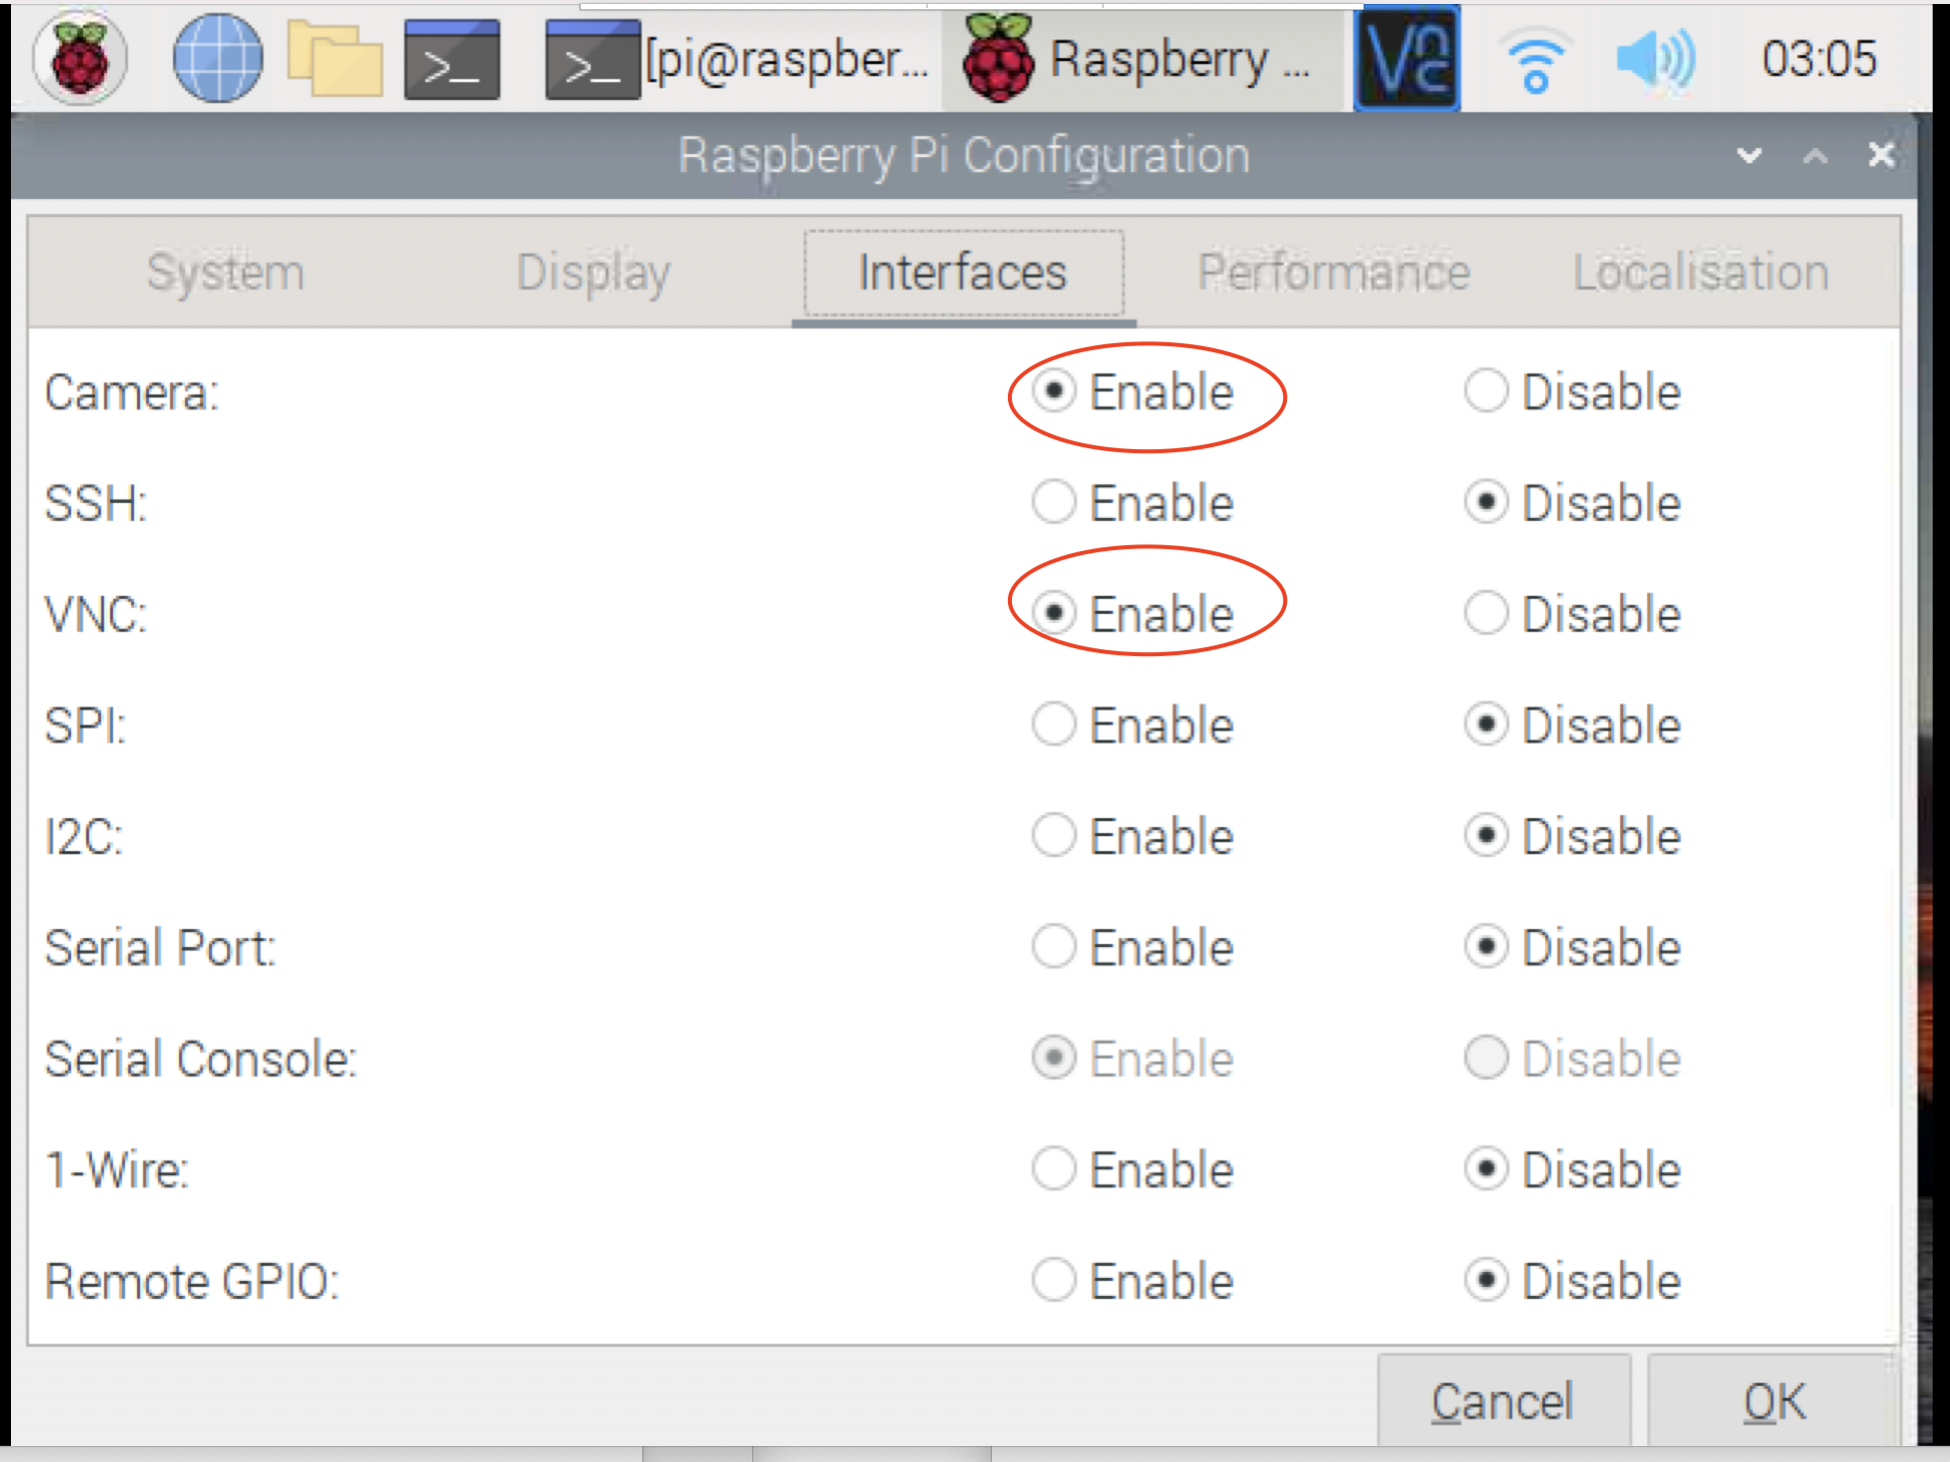 [pi@raspber... Raspberry ... 03:05
Raspberry Pi Configuration
System Display Interfaces Performance Localisation
Camera: Enable Disable
SSH: Enable Disable
VNC: Enable Disable
SPI: Enable Disable
I2C: Enable Disable
Serial Port: Enable Disable
Serial Console: Enable Disable
1-Wire: Enable Disable
Remote GPIO: Enable Disable
Cancel OK